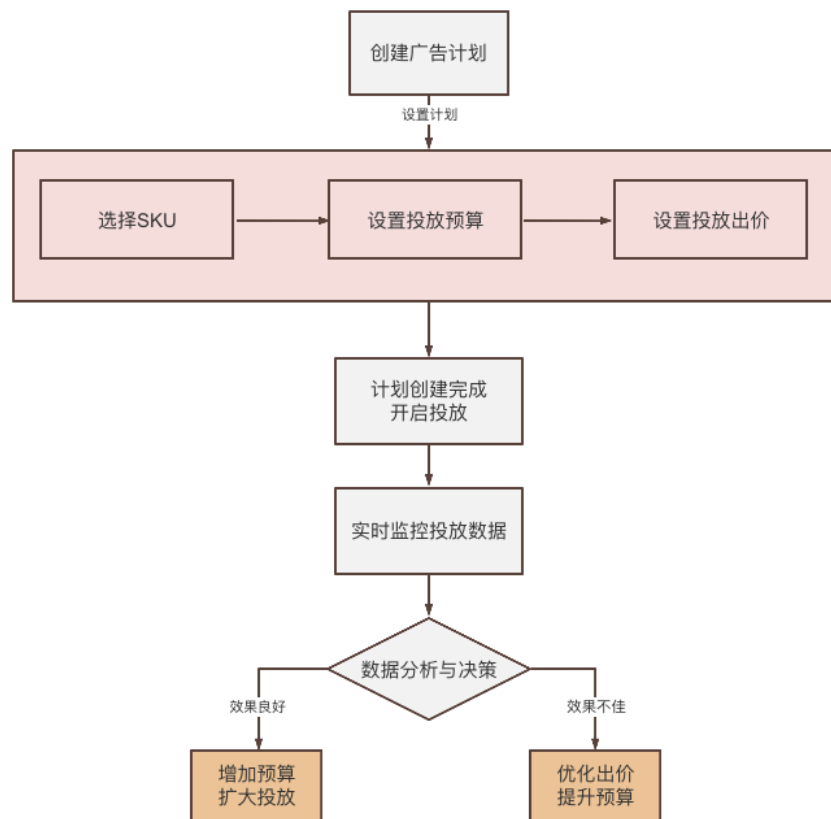 创建广告计划
设置计划
选择SKU
设置投放预算
设置投放出价
计划创建完成
开启投放
实时监控投放数据
数据分析与决策
效果良好
效果不佳
增加预算
扩大投放
优化出价
提升预算